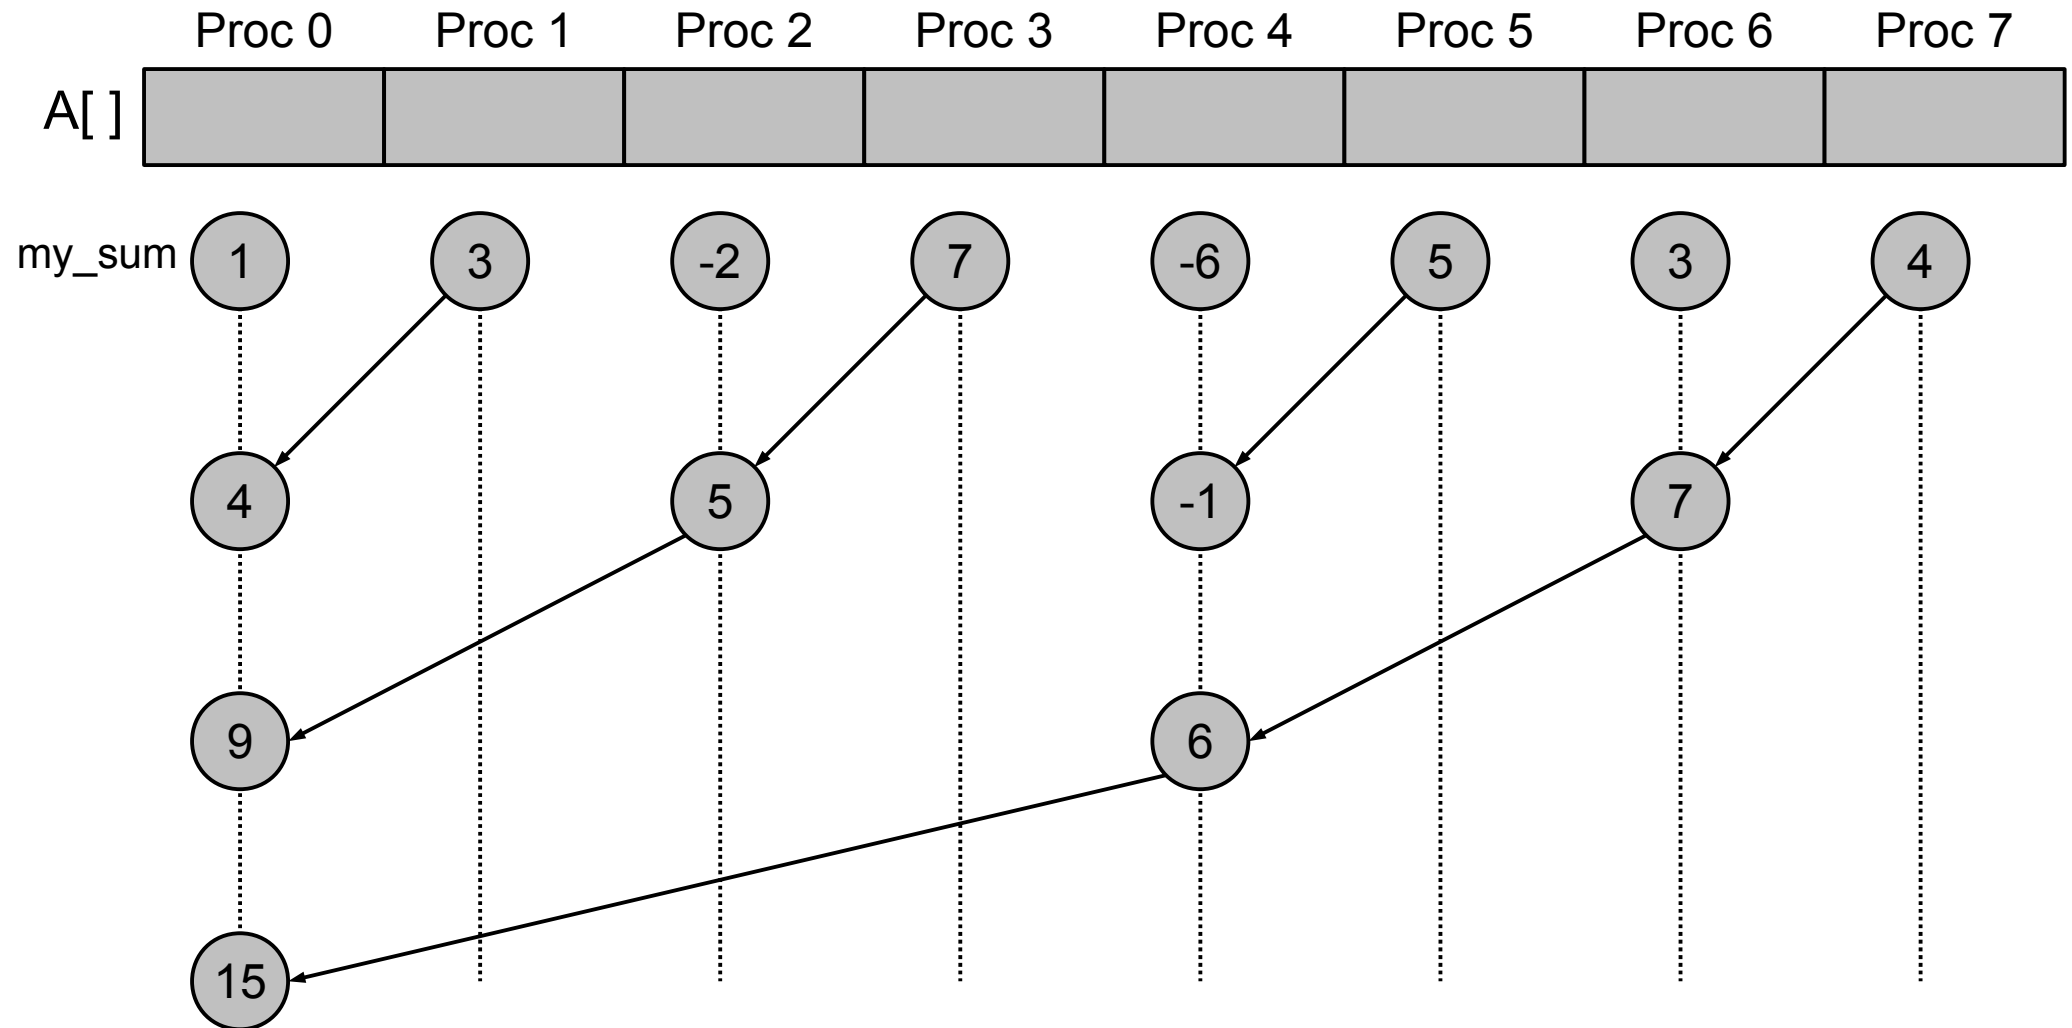 Proc 0 Proc 1 Proc 2 Proc 3 Proc 4 Proc 5 Proc 6 Proc 7
A[ ]
my_sum 1 3 -2 7 -6 5 3 4
4 5 -1 7
9 6
15